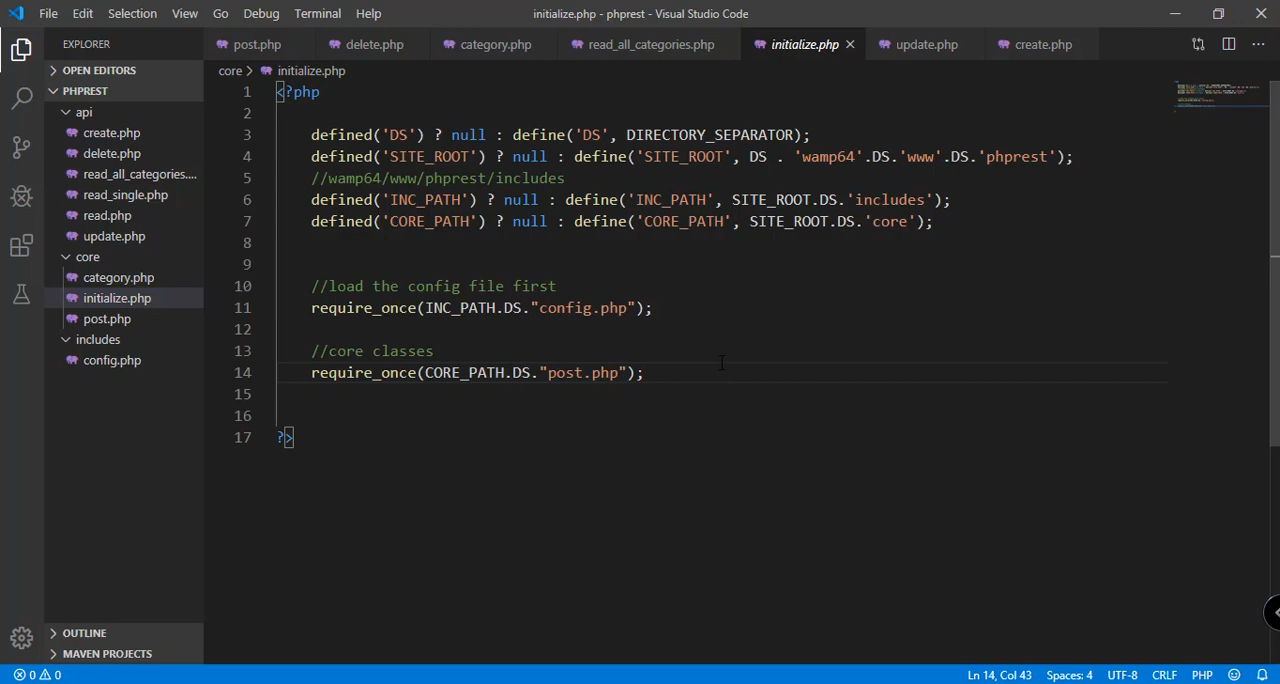 File Edit Selection View Go Debug Terminal Help initialize.php - phprest - Visual Studio Code
EXPLORER
OPEN EDITORS
PHPREST
api
create.php
delete.php
read_all_categories....
read_single.php
read.php
update.php
core
category.php
initialize.php
post.php
includes
config.php
OUTLINE
MAVEN PROJECTS
post.php delete.php category.php read_all_categories.php initialize.php update.php create.php
core initialize.php
1 <?php
2
3 defined('DS') ? null : define('DS', DIRECTORY_SEPARATOR);
4 defined('SITE_ROOT') ? null : define('SITE_ROOT', DS . 'wamp64'.DS.'www'.DS.'phprest');
5 //wamp64/www/phprest/includes
6 defined('INC_PATH') ? null : define('INC_PATH', SITE_ROOT.DS.'includes');
7 defined('CORE_PATH') ? null : define('CORE_PATH', SITE_ROOT.DS.'core');
8
9
10 //load the config file first
11 require_once(INC_PATH.DS."config.php");
12
13 //core classes
14 require_once(CORE_PATH.DS."post.php");
15
16
17 ?>
0 0 Ln 14, Col 43 Spaces: 4 UTF-8 CRLF PHP